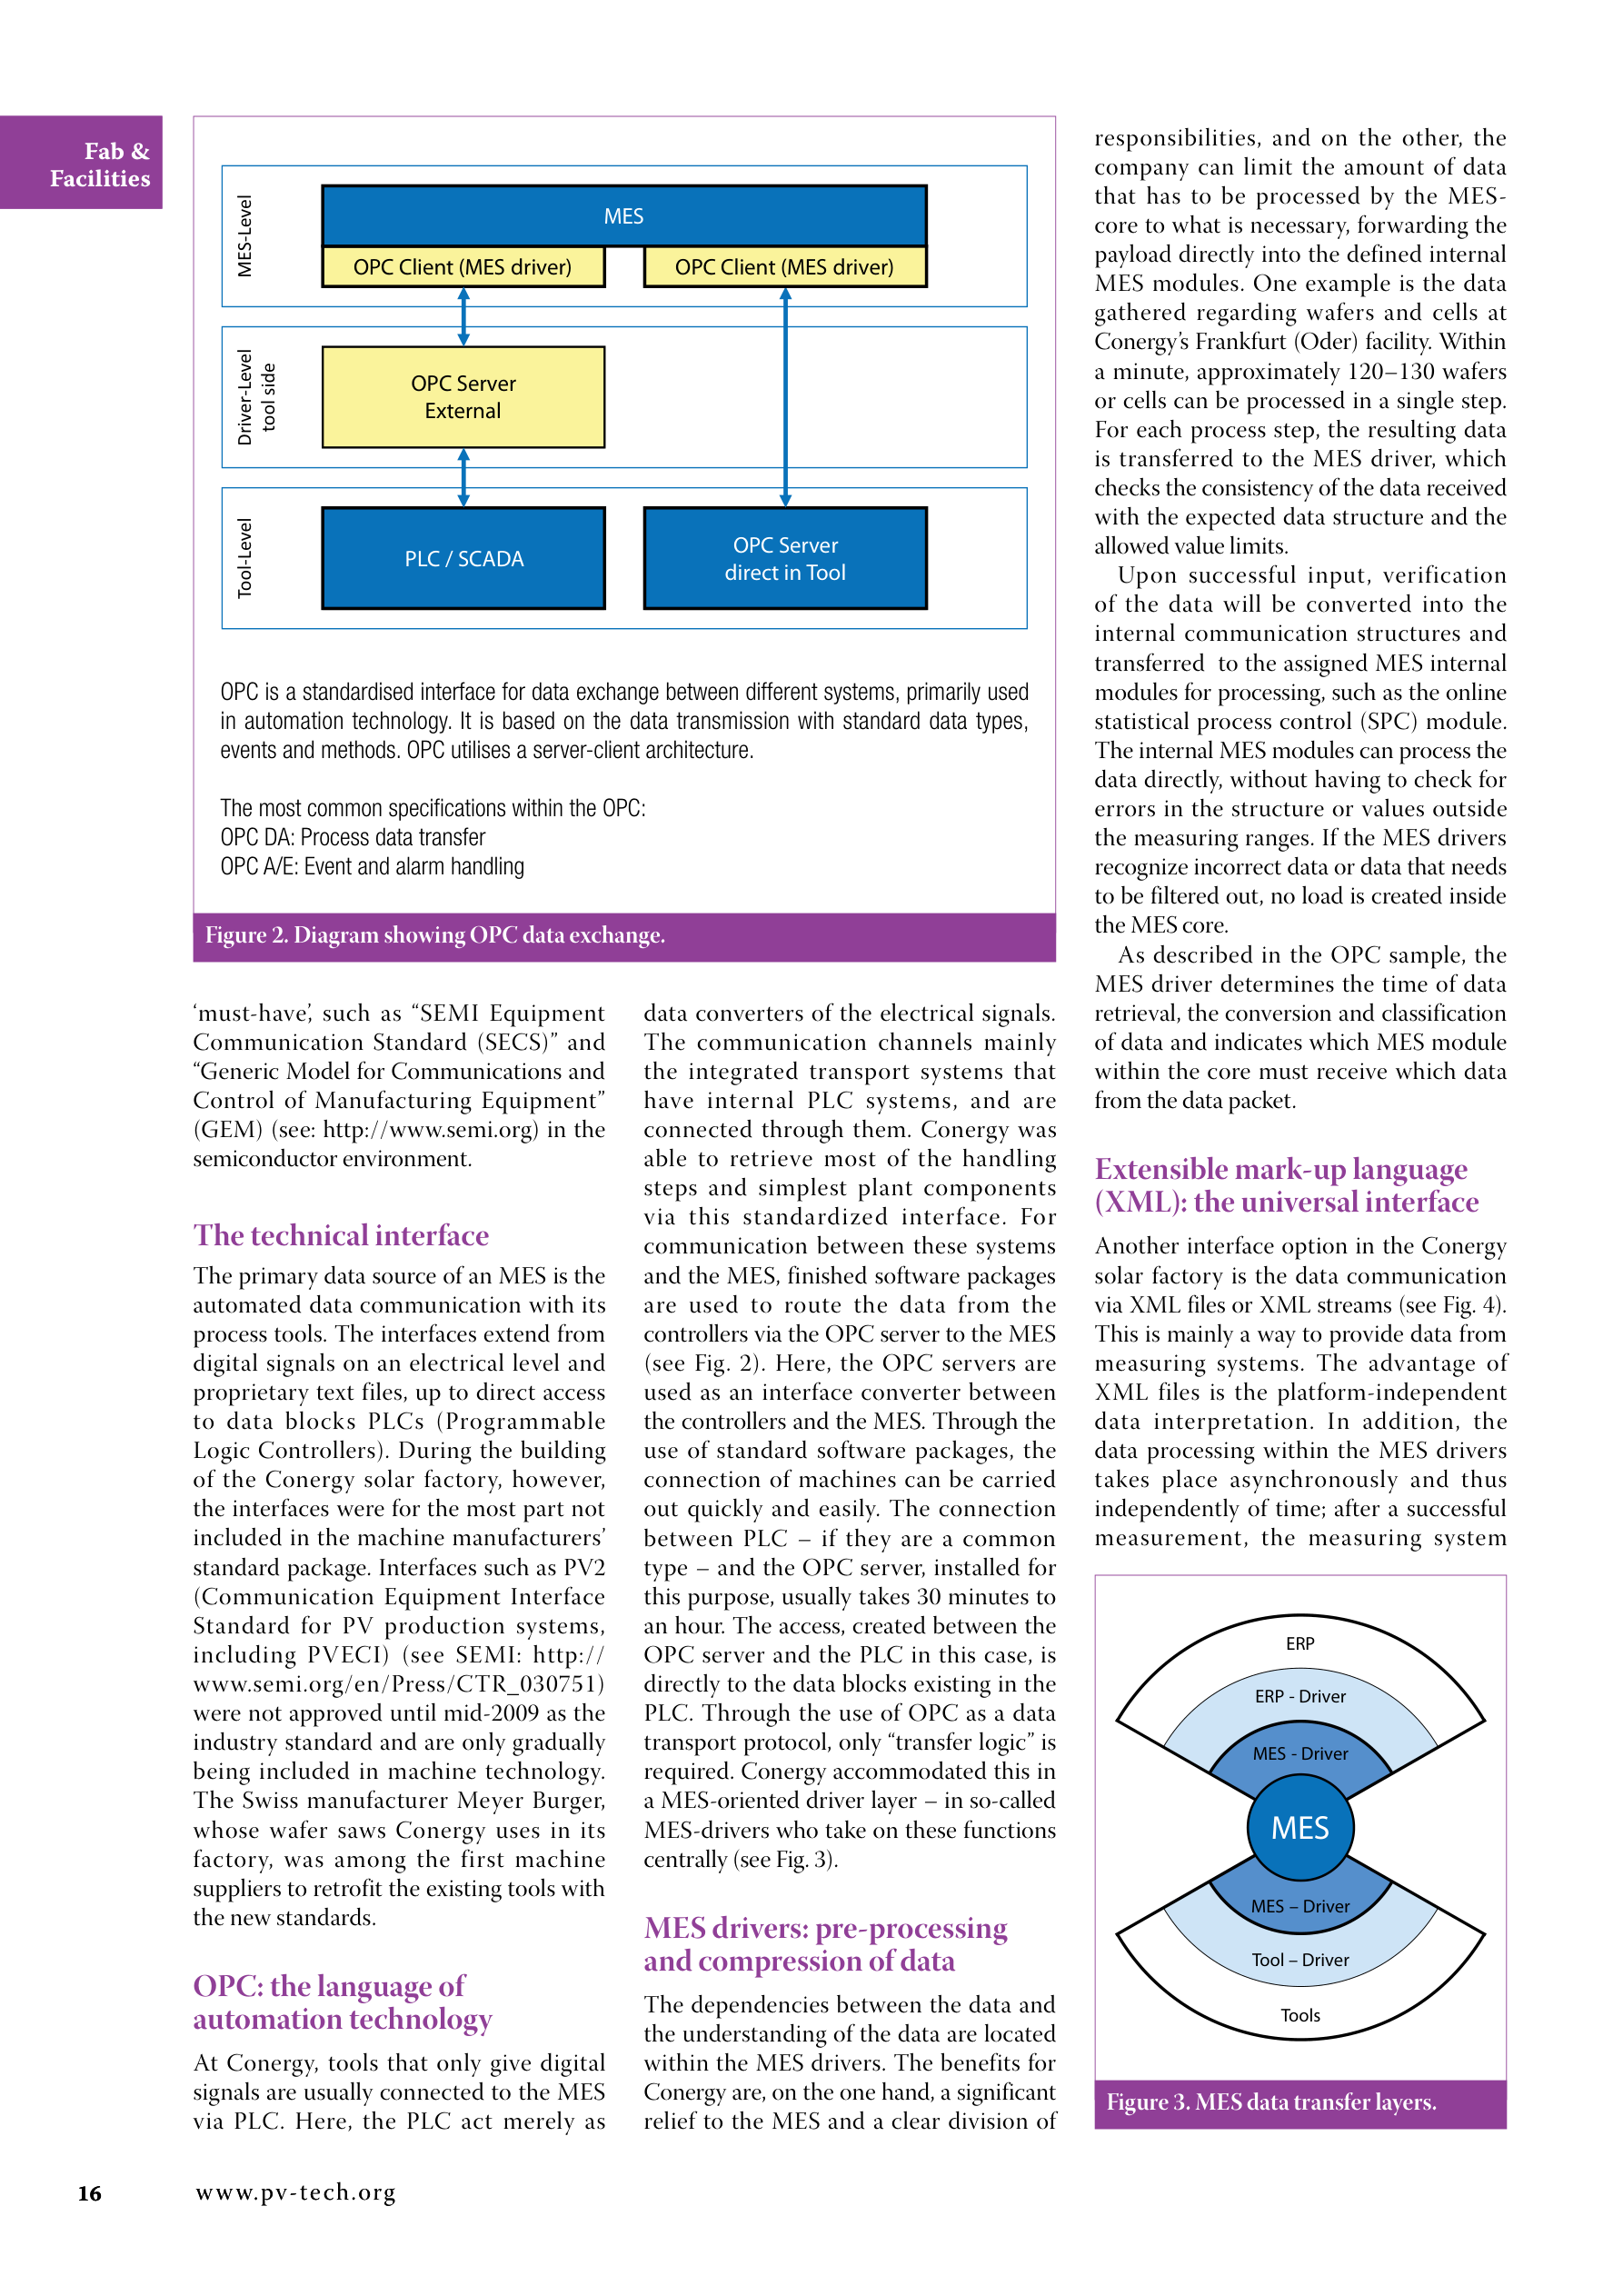 Fab &
Facilities
MES-Level
MES
OPC Client (MES driver)
OPC Client (MES driver)
Driver-Level
tool side
OPC Server
External
Tool-Level
PLC / SCADA
OPC Server
direct in Tool
OPC is a standardised interface for data exchange between different systems, primarily used
in automation technology. It is based on the data transmission with standard data types,
events and methods. OPC utilises a server-client architecture.
The most common specifications within the OPC:
OPC DA: Process data transfer
OPC A/E: Event and alarm handling
Figure 2. Diagram showing OPC data exchange.
‘must-have’, such as “SEMI Equipment
Communication Standard (SECS)” and
“Generic Model for Communications and
Control of Manufacturing Equipment”
(GEM) (see: http://www.semi.org) in the
semiconductor environment.
The technical interface
The primary data source of an MES is the
automated data communication with its
process tools. The interfaces extend from
digital signals on an electrical level and
proprietary text files, up to direct access
to data blocks PLCs (Programmable
Logic Controllers). During the building
of the Conergy solar factory, however,
the interfaces were for the most part not
included in the machine manufacturers’
standard package. Interfaces such as PV2
(Communication Equipment Interface
Standard for PV production systems,
including PVECI) (see SEMI: http://
www.semi.org/en/Press/CTR_030751)
were not approved until mid-2009 as the
industry standard and are only gradually
being included in machine technology.
The Swiss manufacturer Meyer Burger,
whose wafer saws Conergy uses in its
factory, was among the first machine
suppliers to retrofit the existing tools with
the new standards.
OPC: the language of
automation technology
At Conergy, tools that only give digital
signals are usually connected to the MES
via PLC. Here, the PLC act merely as
data converters of the electrical signals.
The communication channels mainly
the integrated transport systems that
have internal PLC systems, and are
connected through them. Conergy was
able to retrieve most of the handling
steps and simplest plant components
via this standardized interface. For
communication between these systems
and the MES, finished software packages
are used to route the data from the
controllers via the OPC server to the MES
(see Fig. 2). Here, the OPC servers are
used as an interface converter between
the controllers and the MES. Through the
use of standard software packages, the
connection of machines can be carried
out quickly and easily. The connection
between PLC – if they are a common
type – and the OPC server, installed for
this purpose, usually takes 30 minutes to
an hour. The access, created between the
OPC server and the PLC in this case, is
directly to the data blocks existing in the
PLC. Through the use of OPC as a data
transport protocol, only “transfer logic” is
required. Conergy accommodated this in
a MES-oriented driver layer – in so-called
MES-drivers who take on these functions
centrally (see Fig. 3).
MES drivers: pre-processing
and compression of data
The dependencies between the data and
the understanding of the data are located
within the MES drivers. The benefits for
Conergy are, on the one hand, a significant
relief to the MES and a clear division of
responsibilities, and on the other, the
company can limit the amount of data
that has to be processed by the MES-
core to what is necessary, forwarding the
payload directly into the defined internal
MES modules. One example is the data
gathered regarding wafers and cells at
Conergy’s Frankfurt (Oder) facility. Within
a minute, approximately 120–130 wafers
or cells can be processed in a single step.
For each process step, the resulting data
is transferred to the MES driver, which
checks the consistency of the data received
with the expected data structure and the
allowed value limits.
Upon successful input, verification
of the data will be converted into the
internal communication structures and
transferred to the assigned MES internal
modules for processing, such as the online
statistical process control (SPC) module.
The internal MES modules can process the
data directly, without having to check for
errors in the structure or values outside
the measuring ranges. If the MES drivers
recognize incorrect data or data that needs
to be filtered out, no load is created inside
the MES core.
As described in the OPC sample, the
MES driver determines the time of data
retrieval, the conversion and classification
of data and indicates which MES module
within the core must receive which data
from the data packet.
Extensible mark-up language
(XML): the universal interface
Another interface option in the Conergy
solar factory is the data communication
via XML files or XML streams (see Fig. 4).
This is mainly a way to provide data from
measuring systems. The advantage of
XML files is the platform-independent
data interpretation. In addition, the
data processing within the MES drivers
takes place asynchronously and thus
independently of time; after a successful
measurement, the measuring system
ERP
ERP - Driver
MES - Driver
MES
MES – Driver
Tool – Driver
Tools
Figure 3. MES data transfer layers.
16
www.pv-tech.org